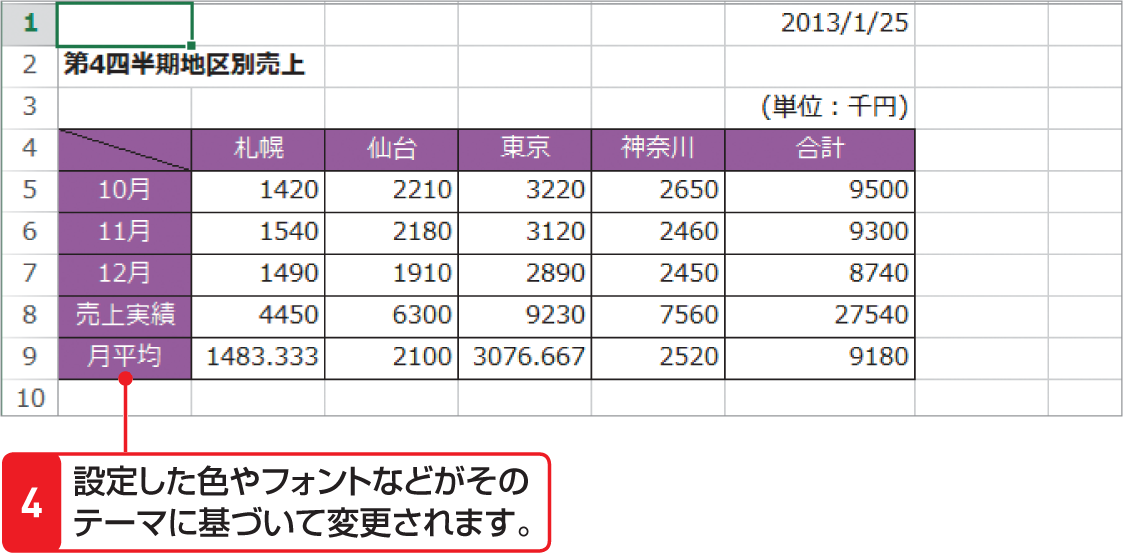 1 2013/1/25
2 第4四半期地区別売上
3 (単位：千円)
4 札幌 仙台 東京 神奈川 合計
5 10月 1420 2210 3220 2650 9500
6 11月 1540 2180 3120 2460 9300
7 12月 1490 1910 2890 2450 8740
8 売上実績 4450 6300 9230 7560 27540
9 月平均 1483.333 2100 3076.667 2520 9180
10
4 設定した色やフォントなどがその
テーマに基づいて変更されます。